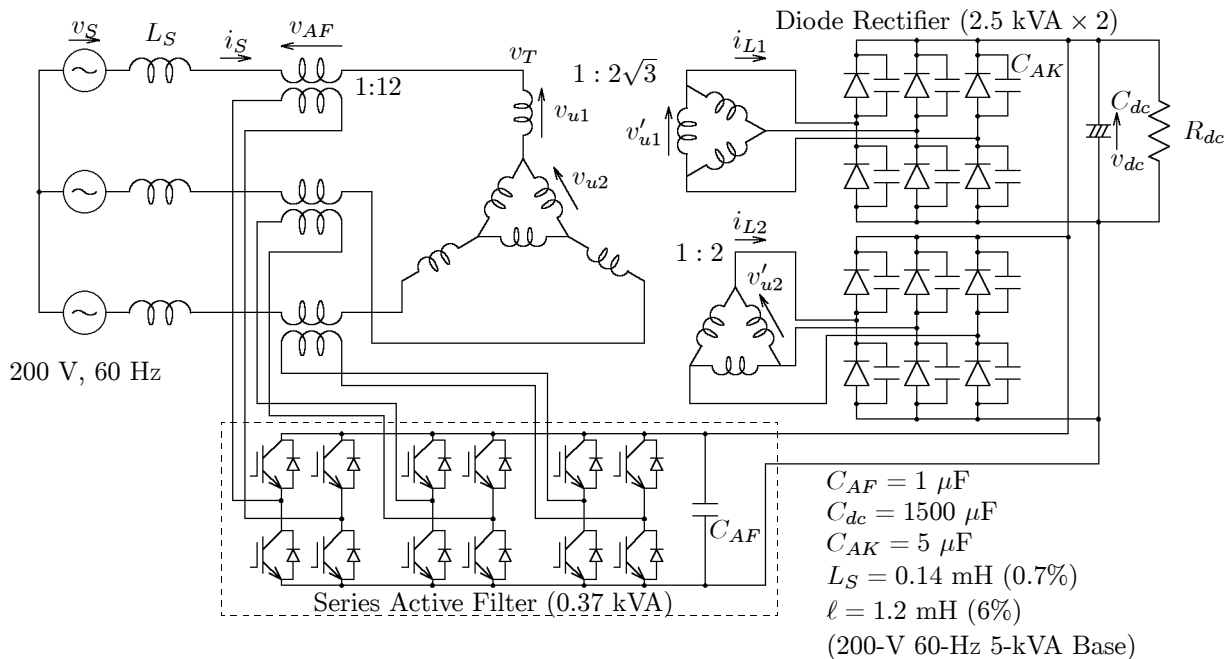 Diode Rectifier (2.5 kVA × 2)
v_S
L_S
i_S
v_AF
1:12
v_T
v_u1
v_u2
1 : 2√3
i_L1
v′_u1
C_AK
C_dc
v_dc
R_dc
i_L2
1 : 2
v′_u2
200 V, 60 Hz
C_AF
Series Active Filter (0.37 kVA)
C_AF = 1 μF
C_dc = 1500 μF
C_AK = 5 μF
L_S = 0.14 mH (0.7%)
ℓ = 1.2 mH (6%)
(200-V 60-Hz 5-kVA Base)